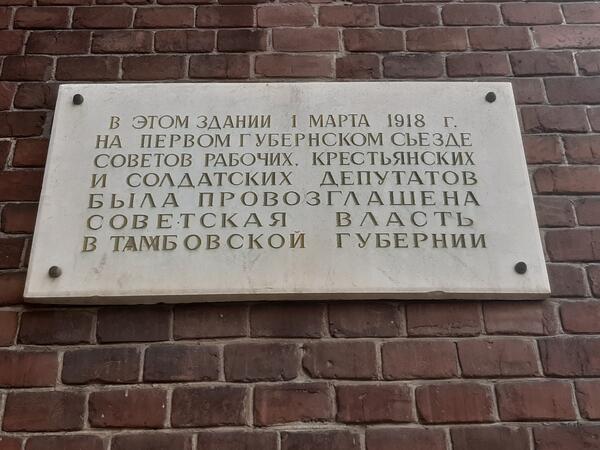 В ЭТОМ ЗДАНИИ 1 МАРТА 1918 г.
НА ПЕРВОМ ГУБЕРНСКОМ СЬЕЗДЕ
СОВЕТОВ РАБОЧИХ, КРЕСТЬЯНСКИХ
И СОЛДАТСКИХ ДЕПУТАТОВ
БЫЛА ПРОВОЗГЛАШЕНА
СОВЕТСКАЯ ВЛАСТЬ
В ТАМБОВСКОЙ ГУБЕРНИИ